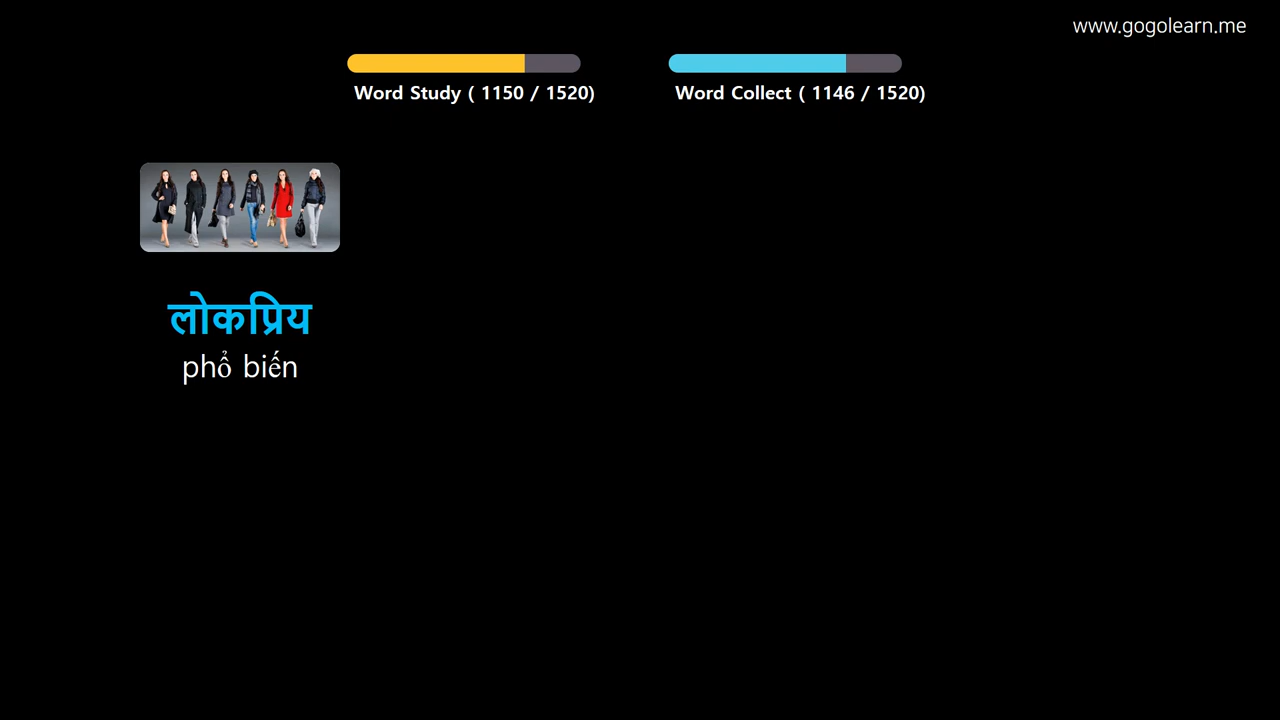 www.gogolearn.me
Word Study ( 1150 / 1520)
Word Collect ( 1146 / 1520)
लोकप्रिय
phổ biến